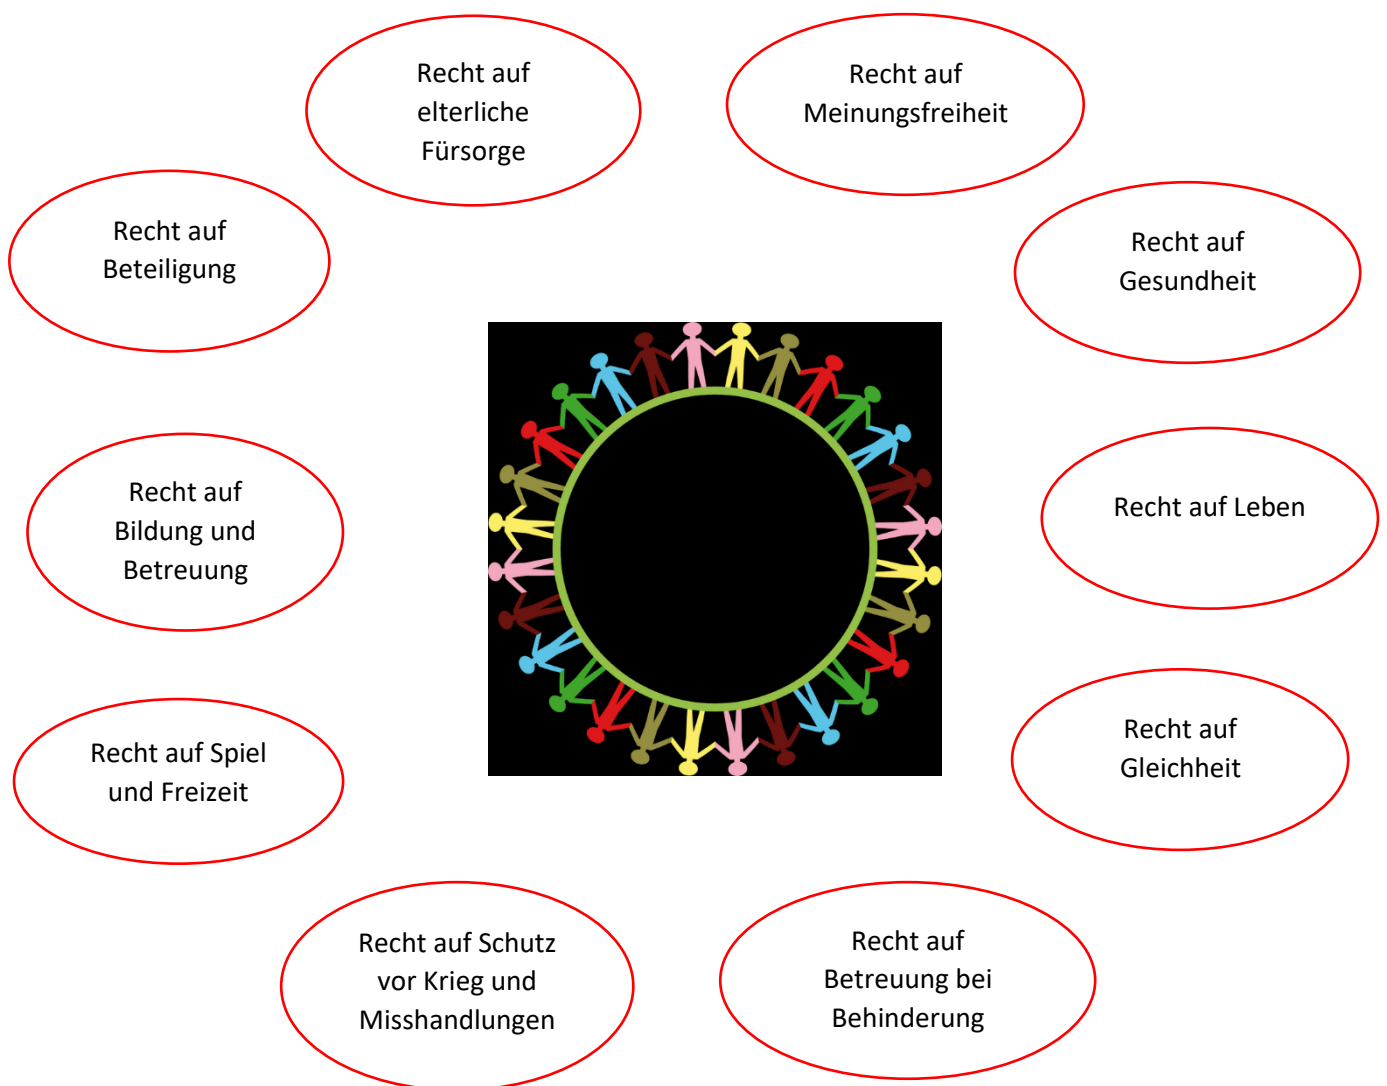 Recht auf
elterliche
Fürsorge
Recht auf
Meinungsfreiheit
Recht auf
Beteiligung
Recht auf
Gesundheit
Recht auf
Bildung und
Betreuung
Recht auf Leben
Recht auf Spiel
und Freizeit
Recht auf
Gleichheit
Recht auf Schutz
vor Krieg und
Misshandlungen
Recht auf
Betreuung bei
Behinderung